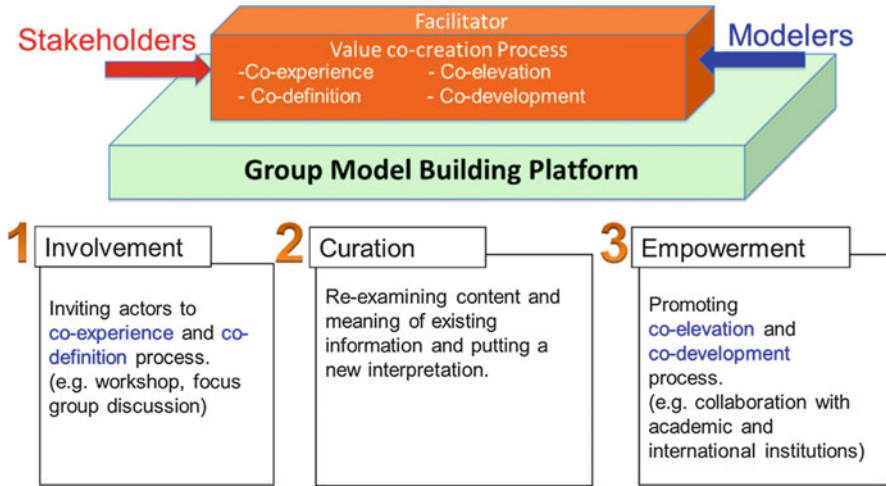 Facilitator
Stakeholders
Value co-creation Process
Modelers
-Co-experience - Co-elevation
- Co-definition - Co-development
Group Model Building Platform
1 Involvement
Inviting actors to
co-experience and co-
definition process.
(e.g. workshop, focus
group discussion)
2 Curation
Re-examining content and
meaning of existing
information and putting a
new interpretation.
3 Empowerment
Promoting
co-elevation and
co-development
process.
(e.g. collaboration with
academic and
international institutions)